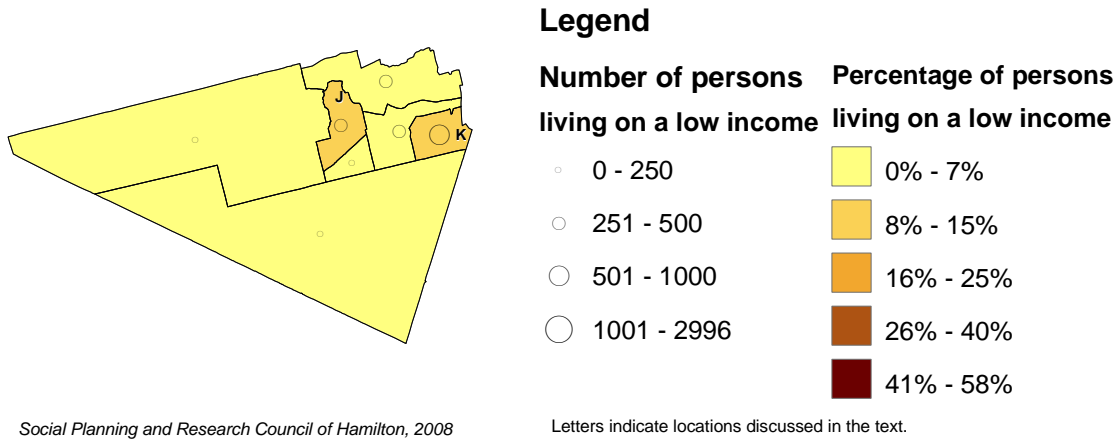 J
K
Legend
Number of persons
living on a low income
0 - 250
251 - 500
501 - 1000
1001 - 2996
Percentage of persons
living on a low income
0% - 7%
8% - 15%
16% - 25%
26% - 40%
41% - 58%
Social Planning and Research Council of Hamilton, 2008
Letters indicate locations discussed in the text.